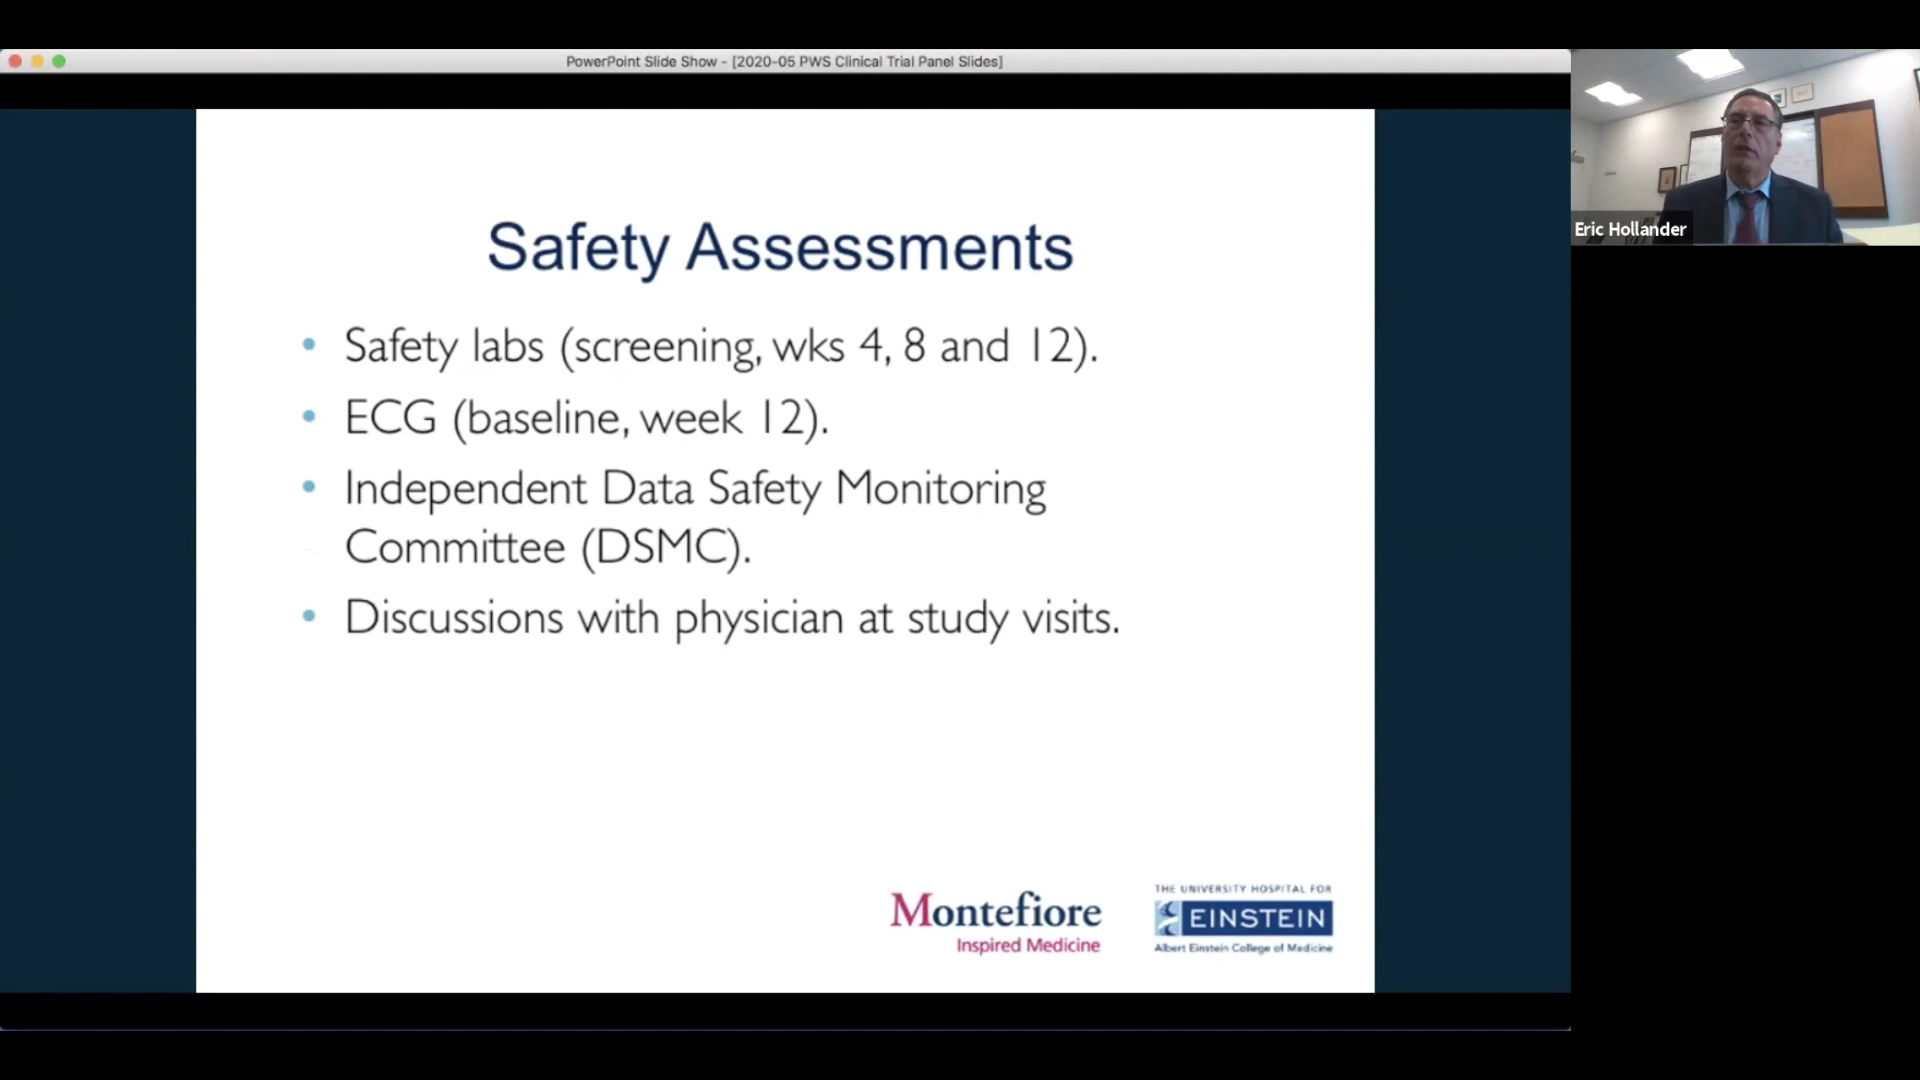 PowerPoint Slide Show - [2020-05 PWS Clinical Trial Panel Slides]
Eric Hollander
Safety Assessments
• Safety labs (screening, wks 4, 8 and 12).
• ECG (baseline, week 12).
• Independent Data Safety Monitoring
Committee (DSMC).
• Discussions with physician at study visits.
Montefiore
Inspired Medicine
THE UNIVERSITY HOSPITAL FOR
EINSTEIN
Albert Einstein College of Medicine